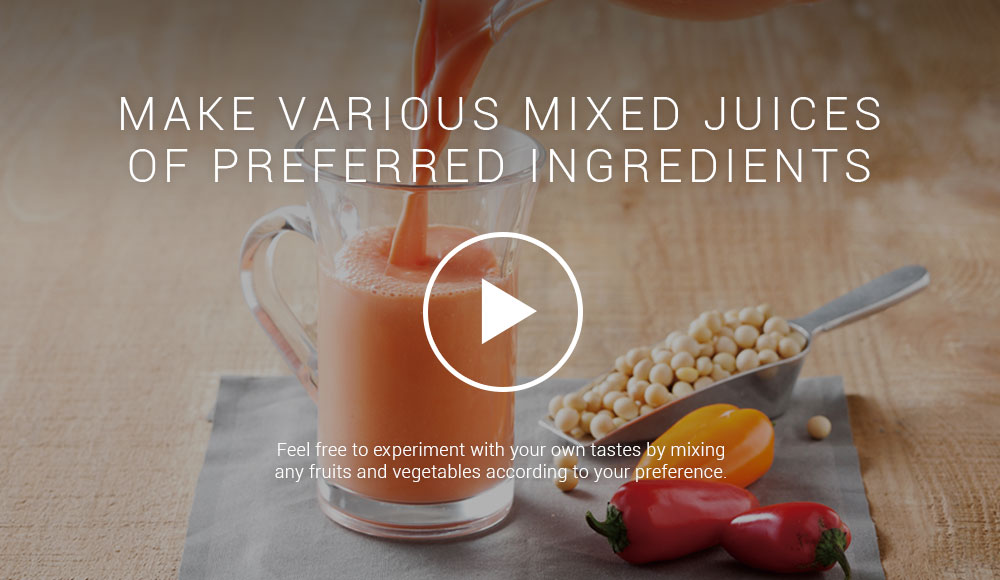 MAKE VARIOUS MIXED JUICES
OF PREFERRED INGREDIENTS
Feel free to experiment with your own tastes by mixing
any fruits and vegetables according to your preference.